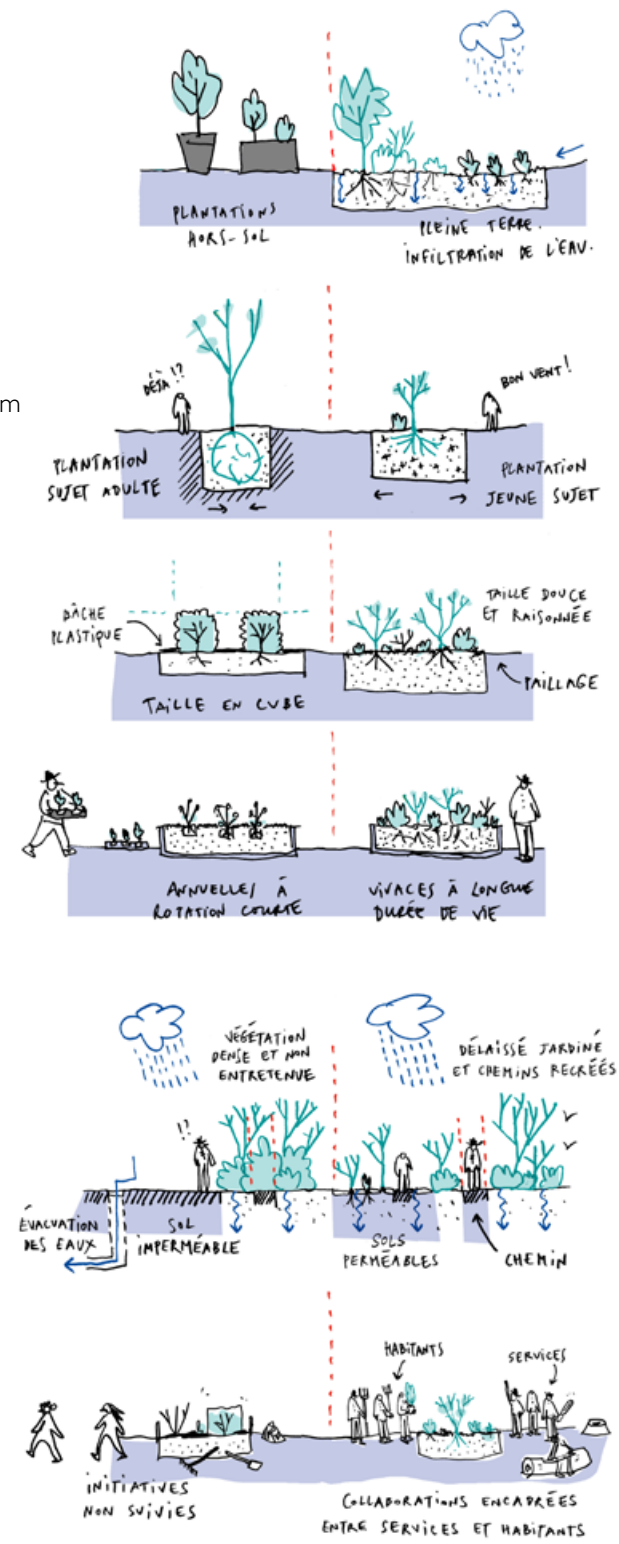 PLANTATIONS
HORS-SOL
PLEINE TERRE.
INFILTRATION DE L'EAU.
DÉJÀ !?
m
BON VENT!
PLANTATION
SUJET ADULTE
PLANTATION
JEUNE SUJET
BÂCHE
PLASTIQUE
TAILLE DOUCE
ET RAISONNÉE
PAILLAGE
TAILLE EN CUBE
ANNUELLES À
ROTATION COURTE
VIVACES À LONGUE
DURÉE DE VIE
VÉGÉTATION
DENSE ET NON
ENTRETENUE
DÉLAISSÉ JARDINÉ
ET CHEMINS RECRÉÉS
!?
ÉVACUATION
DES EAUX
SOL
IMPERMÉABLE
SOLS
PERMÉABLES
CHEMIN
HABITANTS
SERVICES
INITIATIVES
NON SUIVIES
COLLABORATIONS ENCADRÉES
ENTRE SERVICES ET HABITANTS